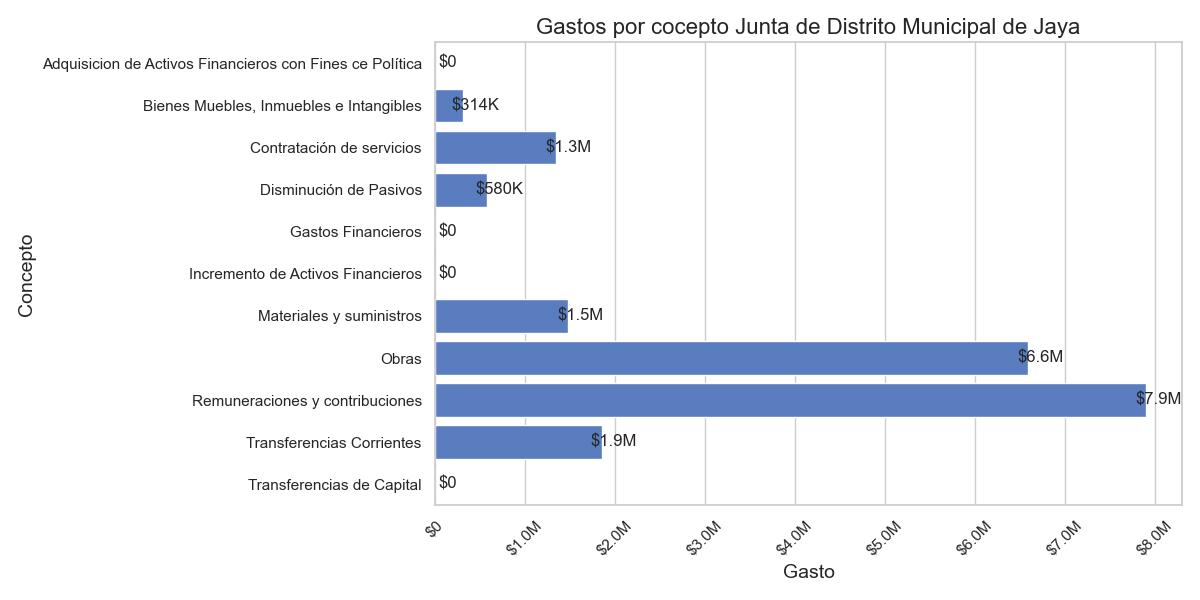 Gastos por cocepto Junta de Distrito Municipal de Jaya
Concepto
Adquisicion de Activos Financieros con Fines ce Política $0
Bienes Muebles, Inmuebles e Intangibles $314K
Contratación de servicios $1.3M
Disminución de Pasivos $580K
Gastos Financieros $0
Incremento de Activos Financieros $0
Materiales y suministros $1.5M
Obras $6.6M
Remuneraciones y contribuciones $7.9M
Transferencias Corrientes $1.9M
Transferencias de Capital $0
$0 $1.0M $2.0M $3.0M $4.0M $5.0M $6.0M $7.0M $8.0M
Gasto